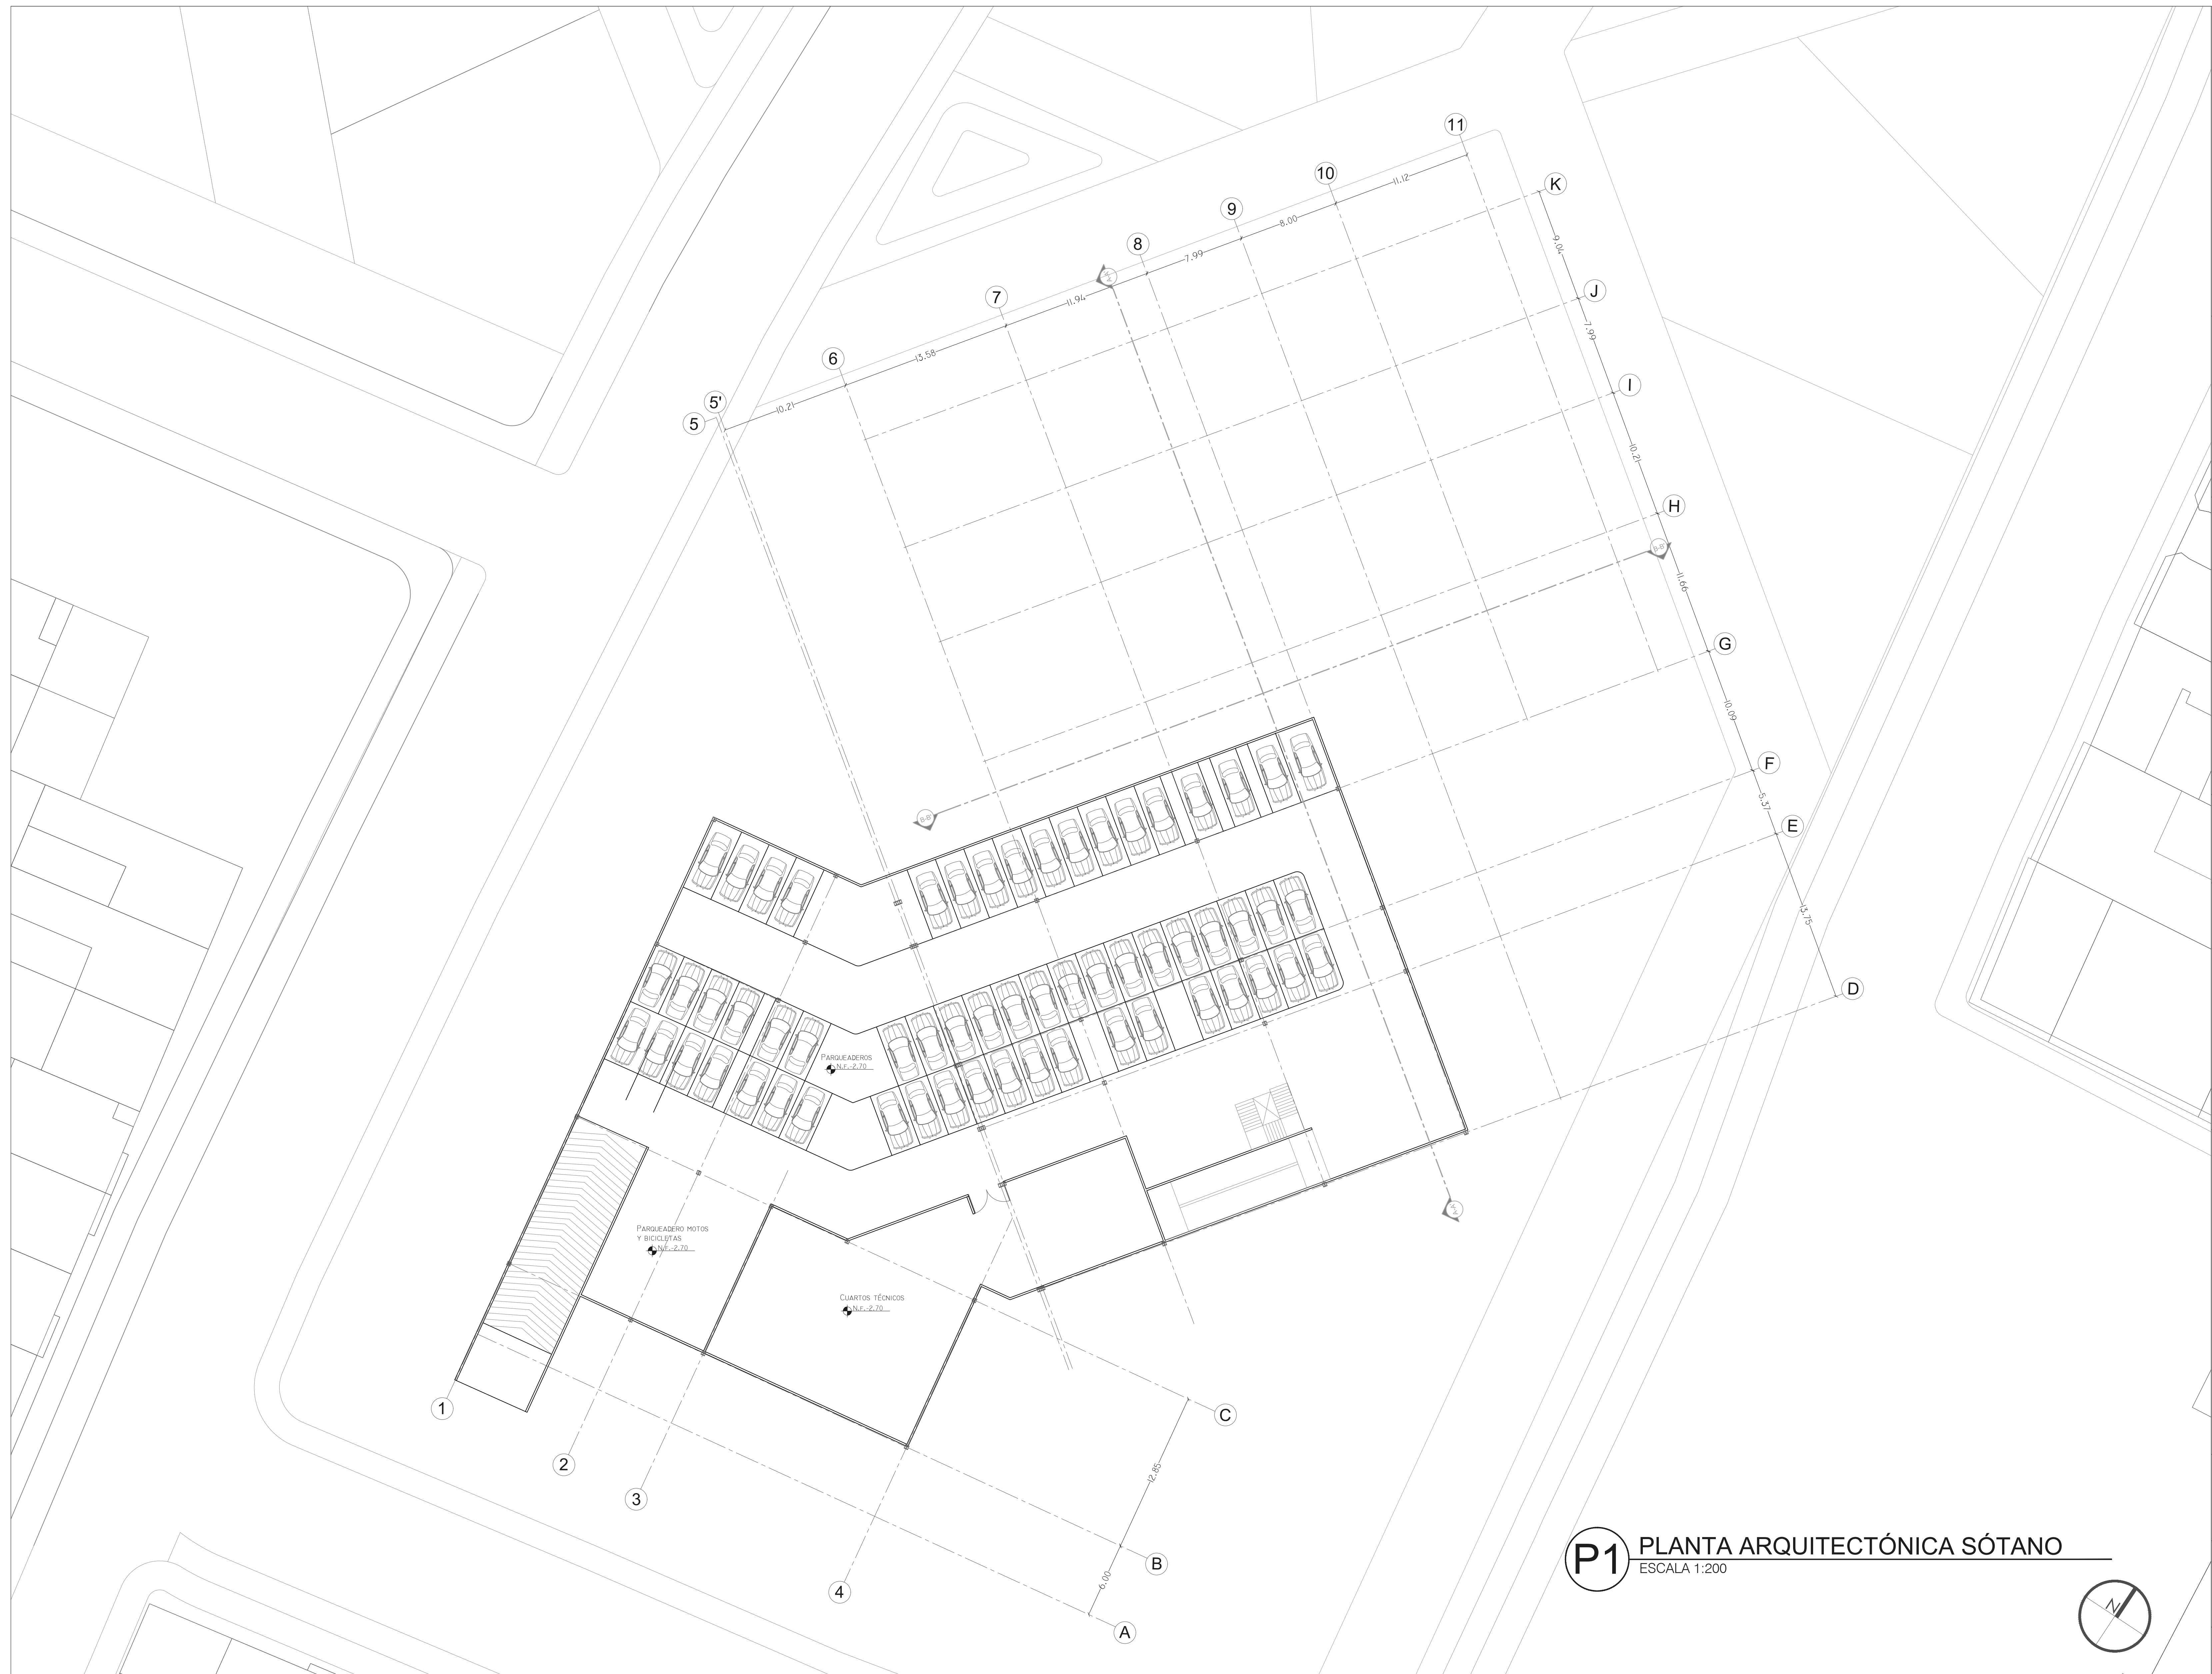 11
K
11.12
10
9.04
9
8.00
8
7.99
J
7
11.94
7.99
6
13.58
I
5'
10.21
5
10.21
H
B-B'
11.66
G
10.09
F
5.37
E
B-B'
13.75
D
PARQUEADEROS
N.F.-2.70
PARQUEADERO MOTOS
Y BICICLETAS
N.F.-2.70
CUARTOS TÉCNICOS
N.F.-2.70
1
C
2
12.85
3
B
4
6.00
A
P1
PLANTA ARQUITECTÓNICA SÓTANO
ESCALA 1:200
N